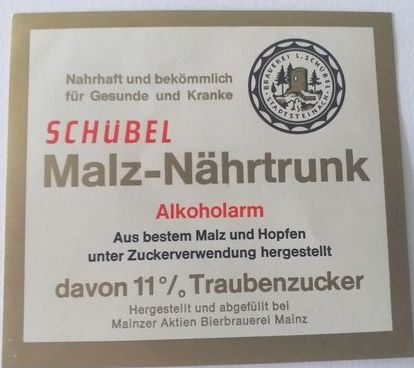 BRAUEREI L. SCHÜBEL
STADTSTEINACH
Nahrhaft und bekömmlich
für Gesunde und Kranke
SCHÜBEL
Malz-Nährtrunk
Alkoholarm
Aus bestem Malz und Hopfen
unter Zuckerverwendung hergestellt
davon 11% Traubenzucker
Hergestellt und abgefüllt bei
Mainzer Aktien Bierbrauerei Mainz